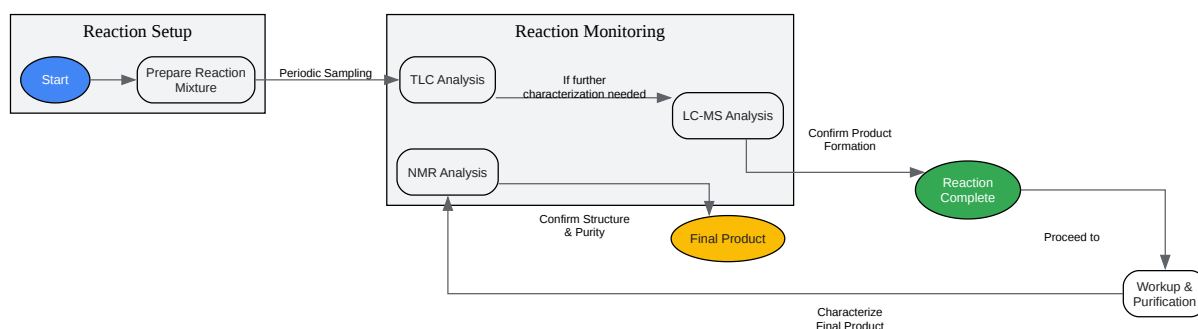 Reaction Setup
Start
Prepare Reaction
Mixture
Periodic Sampling
Reaction Monitoring
TLC Analysis
If further
characterization needed
LC-MS Analysis
NMR Analysis
Confirm Product
Formation
Reaction
Complete
Confirm Structure
& Purity
Final Product
Proceed to
Workup &
Purification
Characterize
Final Product